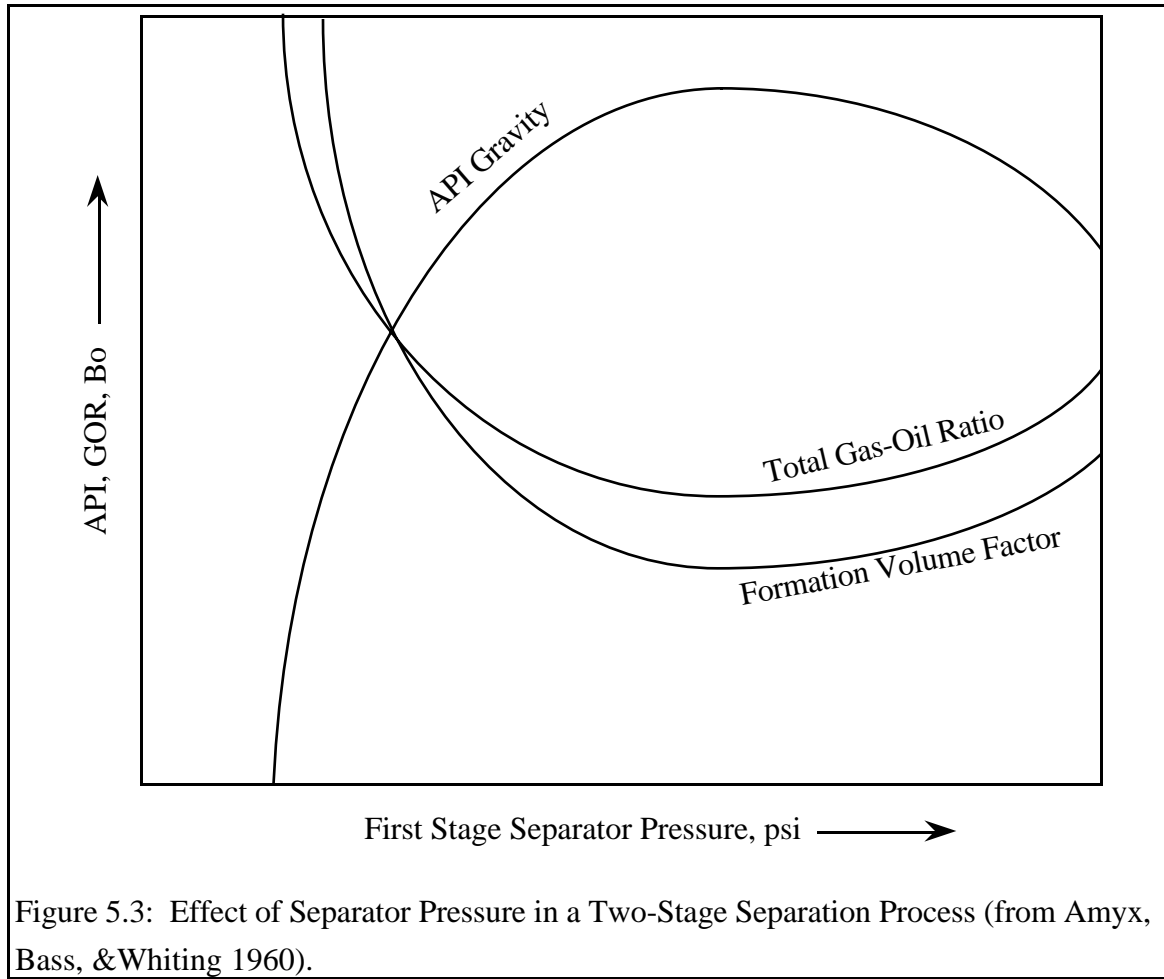 API Gravity
API, GOR, Bo
Total Gas-Oil Ratio
Formation Volume Factor
First Stage Separator Pressure, psi
Figure 5.3: Effect of Separator Pressure in a Two-Stage Separation Process (from Amyx,
Bass, &Whiting 1960).